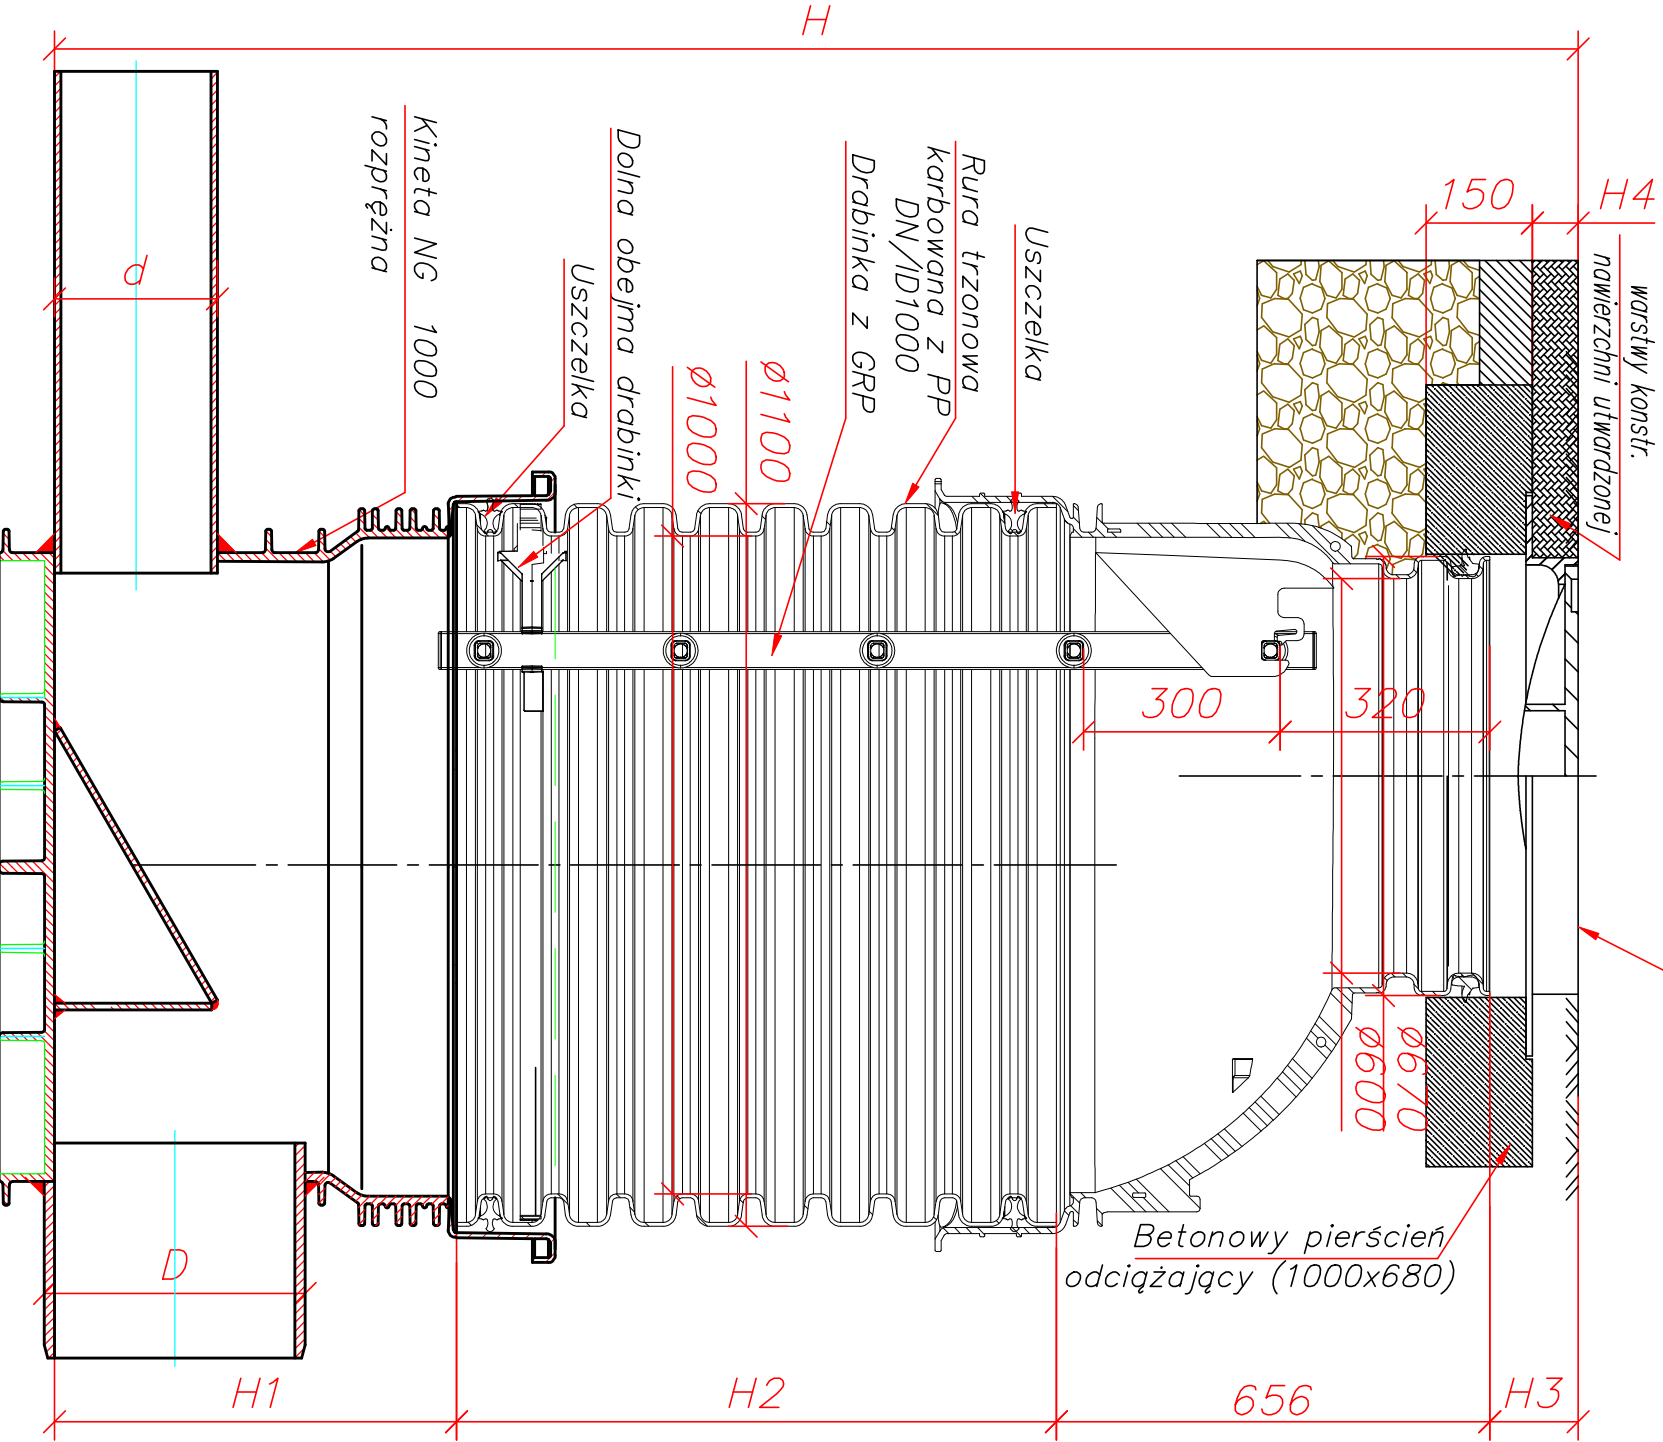 H
H4
150
warstwy konstr.
nawierzchni utwardzonej
Uszczelka
Rura trzonowa
karbowana z PP
DN/ID1000
Drabinka z GRP
Dolna obejma drabinki
Uszczelka
Kineta NG 1000
rozprężna
d
ø1100
ø1000
300
320
ø670
ø600
Betonowy pierścień
odciążający (1000x680)
D
H1
H2
656
H3